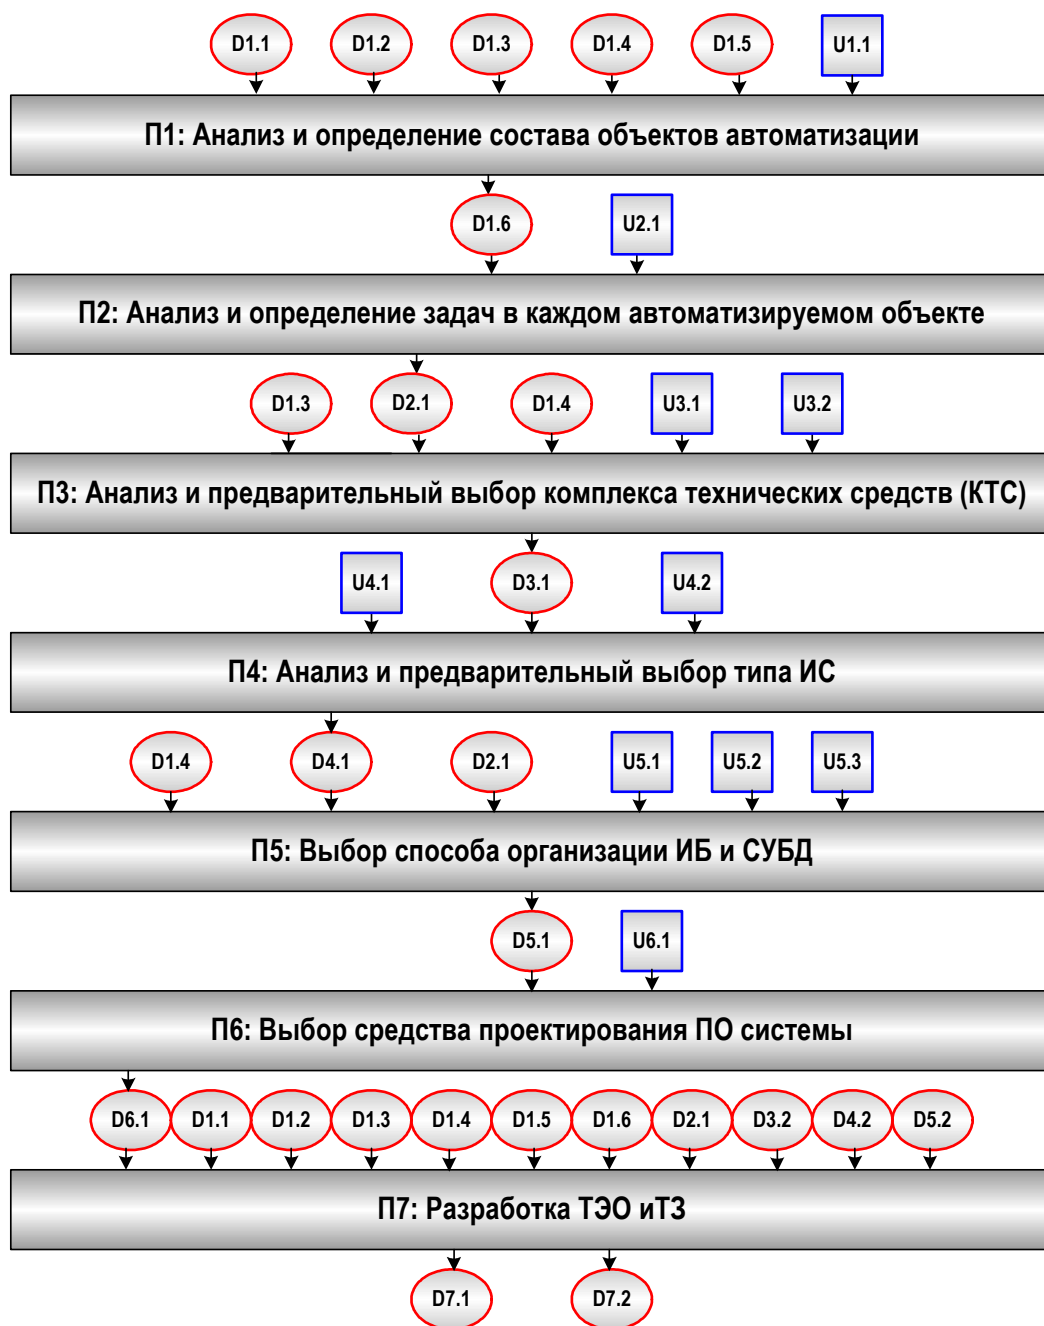 D1.1 D1.2 D1.3 D1.4 D1.5 U1.1
П1: Анализ и определение состава объектов автоматизации
D1.6 U2.1
П2: Анализ и определение задач в каждом автоматизируемом объекте
D1.3 D2.1 D1.4 U3.1 U3.2
П3: Анализ и предварительный выбор комплекса технических средств (КТС)
U4.1 D3.1 U4.2
П4: Анализ и предварительный выбор типа ИС
D1.4 D4.1 D2.1 U5.1 U5.2 U5.3
П5: Выбор способа организации ИБ и СУБД
D5.1 U6.1
П6: Выбор средства проектирования ПО системы
D6.1 D1.1 D1.2 D1.3 D1.4 D1.5 D1.6 D2.1 D3.2 D4.2 D5.2
П7: Разработка ТЭО иТЗ
D7.1 D7.2